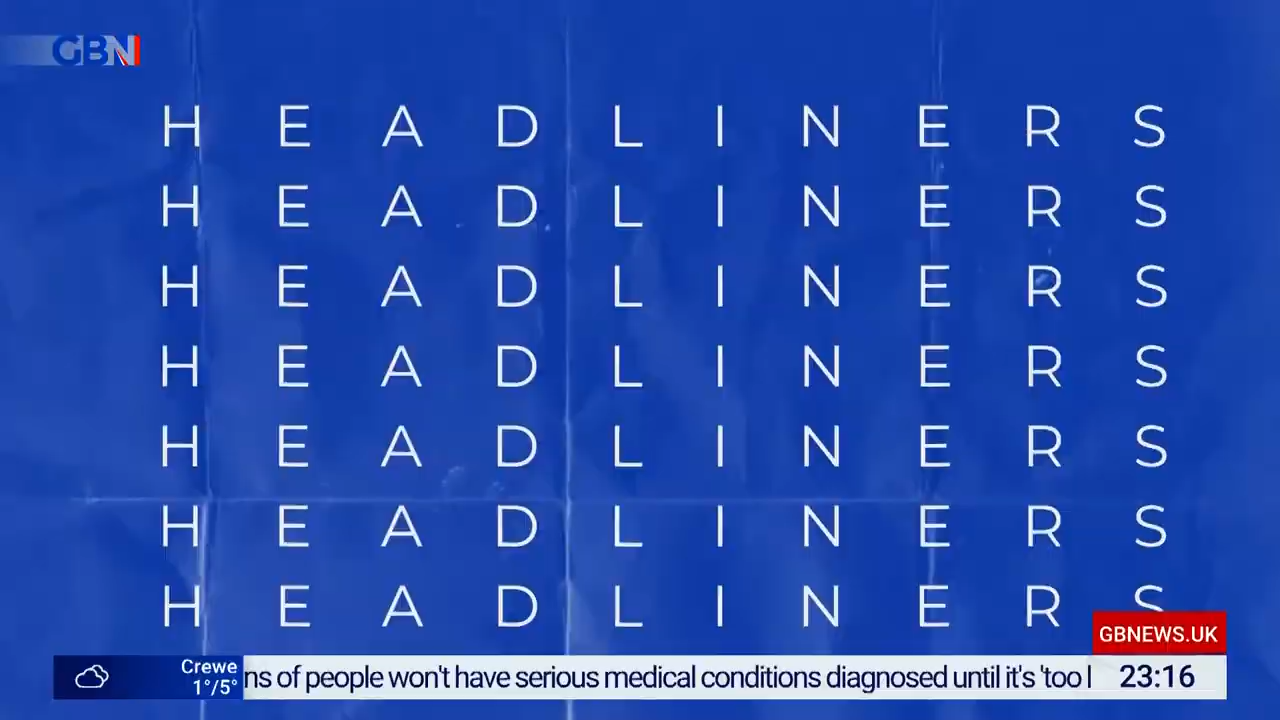 GBN
H E A D L I N E R S
H E A D L I N E R S
H E A D L I N E R S
H E A D L I N E R S
H E A D L I N E R S
H E A D L I N E R S
H E A D L I N E R S
GBNEWS.UK
Crewe
1°/5°
ns of people won't have serious medical conditions diagnosed until it's 'too
23:16